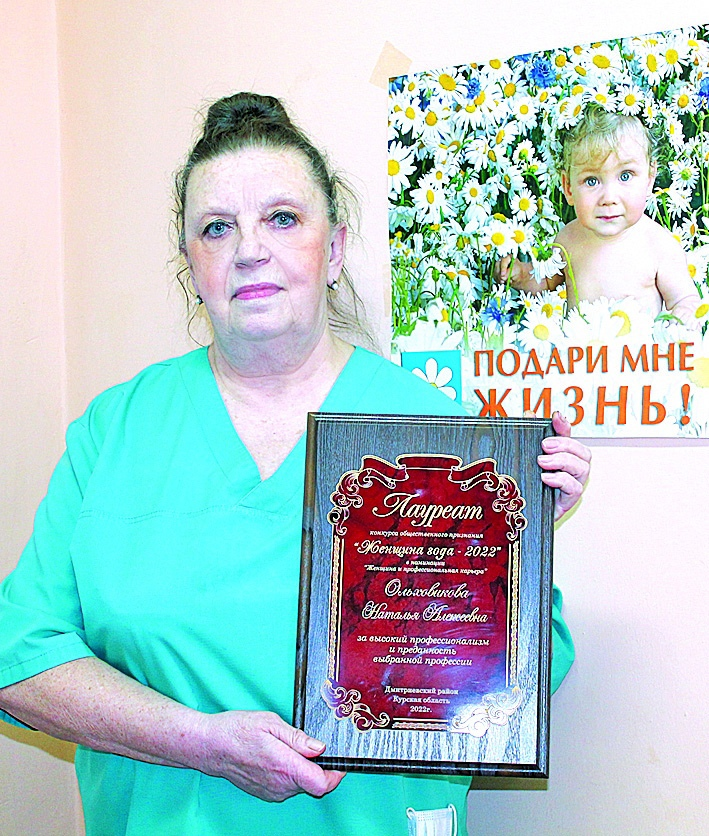 ПОДАРИ МНЕ
ЖИЗНЬ!
Лауреат
конкурса общественного признания
"Женщина года - 2022"
в номинации
"Женщина и профессиональная карьера"
Ольховикова
Наталья Алексеевна
за высокий профессионализм
и преданность
выбранной профессии
Дмитриевский район
Курская область
2022г.